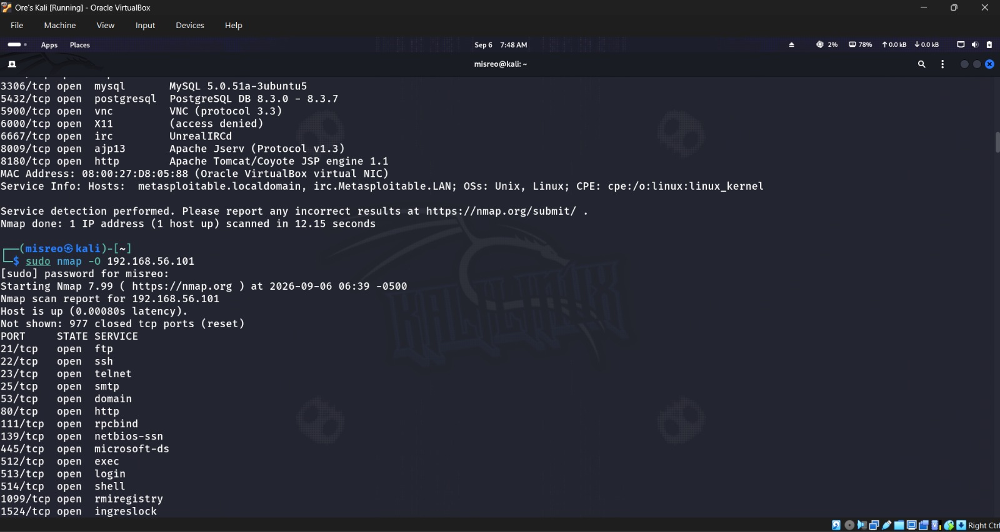 Ore's Kali [Running] - Oracle VirtualBox
File Machine View Input Devices Help
Apps Places Sep 6 7:48 AM 2% 78% ↑0.0 kB ↓0.0 kB
misreo@kali: ~
3306/tcp open  mysql       MySQL 5.0.51a-3ubuntu5
5432/tcp open  postgresql  PostgreSQL DB 8.3.0 - 8.3.7
5900/tcp open  vnc         VNC (protocol 3.3)
6000/tcp open  X11         (access denied)
6667/tcp open  irc         UnrealIRCd
8009/tcp open  ajp13       Apache Jserv (Protocol v1.3)
8180/tcp open  http        Apache Tomcat/Coyote JSP engine 1.1
MAC Address: 08:00:27:D8:05:88 (Oracle VirtualBox virtual NIC)
Service Info: Hosts:  metasploitable.localdomain, irc.Metasploitable.LAN; OSs: Unix, Linux; CPE: cpe:/o:linux:linux_kernel
Service detection performed. Please report any incorrect results at https://nmap.org/submit/ .
Nmap done: 1 IP address (1 host up) scanned in 12.15 seconds
┌──(misreo㉿kali)-[~]
└─$ sudo nmap -O 192.168.56.101
[sudo] password for misreo:
Starting Nmap 7.99 ( https://nmap.org ) at 2026-09-06 06:39 -0500
Nmap scan report for 192.168.56.101
Host is up (0.00080s latency).
Not shown: 977 closed tcp ports (reset)
PORT     STATE SERVICE
21/tcp   open  ftp
22/tcp   open  ssh
23/tcp   open  telnet
25/tcp   open  smtp
53/tcp   open  domain
80/tcp   open  http
111/tcp  open  rpcbind
139/tcp  open  netbios-ssn
445/tcp  open  microsoft-ds
512/tcp  open  exec
513/tcp  open  login
514/tcp  open  shell
1099/tcp open  rmiregistry
1524/tcp open  ingreslock
KALI LINUX
Right Ctrl